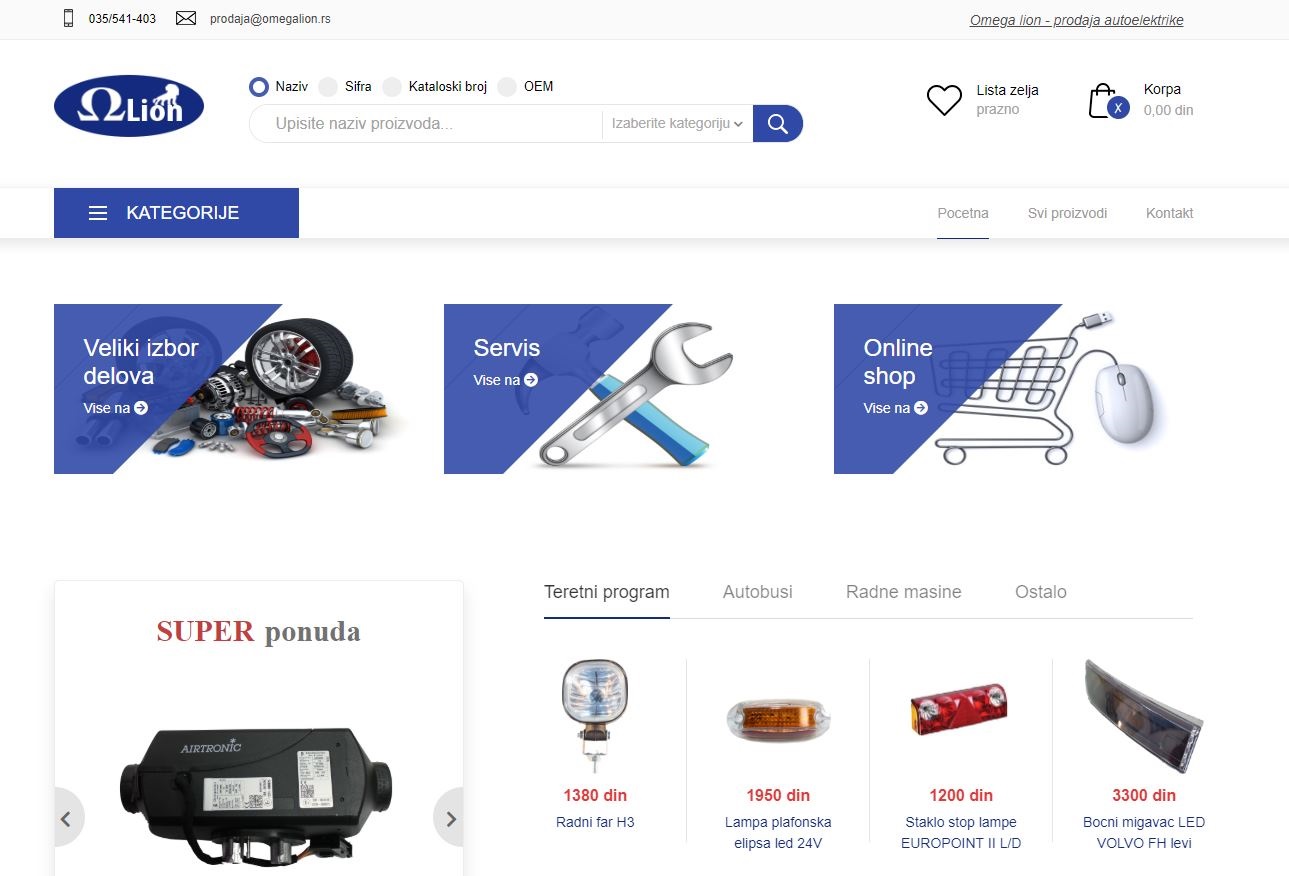 035/541-403
prodaja@omegalion.rs
Omega lion - prodaja autoelektrike
ΩLion
Naziv
Sifra
Kataloski broj
OEM
Upisite naziv proizvoda...
Izaberite kategoriju
Lista zelja
prazno
X
Korpa
0,00 din
KATEGORIJE
Pocetna
Svi proizvodi
Kontakt
Veliki izbor
delova
Vise na
Servis
Vise na
Online
shop
Vise na
SUPER ponuda
AIRTRONIC
Teretni program
Autobusi
Radne masine
Ostalo
1380 din
Radni far H3
1950 din
Lampa plafonska
elipsa led 24V
1200 din
Staklo stop lampe
EUROPOINT II L/D
3300 din
Bocni migavac LED
VOLVO FH levi